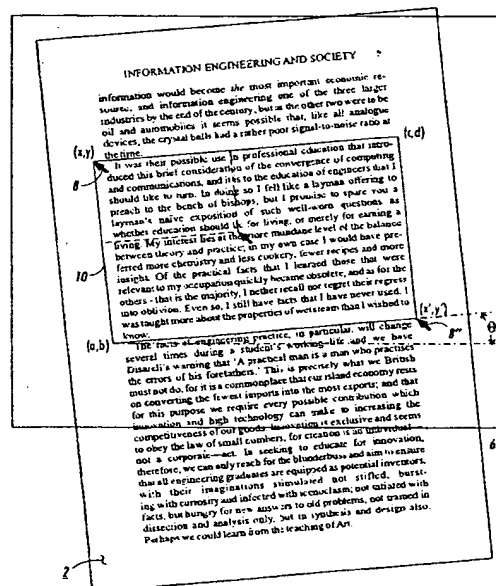 INFORMATION ENGINEERING AND SOCIETY
information would become the most important economic re-
source, and information engineering one of the three larger
industries by the end of the century, but as the other two were to be
oil and automobiles it seems possible that, like all analogue
devices, the crystal balls had a rather poor signal-to-noise ratio at
the time.
(x,y)
(c,d)
8
It was their possible use in professional education that intro-
duced this brief consideration of the convergence of computing
and communications, and it is to the education of engineers that I
should like to turn. In doing so I fell like a layman offering to
preach to the bench of bishops, but I promise to spare you a
layman's naïve exposition of such well-worn questions as
whether education should be for living, or merely for earning a
living. My interest lies at the more mundane level of the balance
between theory and practice; in my own case I would have pre-
10
ferred more chemistry and less cookery, fewer recipes and more
insight. Of the practical facts that I learned those that were
relevant to my occupation quickly became obsolete, and as for the
others - that is the majority, I nether recall nor regret their regress
into oblivion. Even so, I still have facts that I have never used. I
was taught more about the properties of wet steam than I wished to
know.
(x',y')
8"
θ
(a,b)
The facts of engineering practice, in particular, will change
several times during a student's working-life and we have
Disraeli's warning that 'A practical man is a man who practises
the errors of his forefathers.' This is precisely what we British
must not do, for it is a commonplace that our island economy rests
on converting the fewest imports into the most exports; and that
for this purpose we require every possible contribution which
innovation and high technology can make to increasing the
competitiveness of our goods. Innovation is exclusive and seems
to obey the law of small numbers, for creation is an individual—
not a corporate—act. In seeking to educate for innovation,
therefore, we can only reach for the blunderbuss and aim to ensure
6
that all engineering graduates are equipped as potential inventors,
with their imaginations stimulated not stifled, burst-
ing with curiosity and infected with iconoclasm; not satiated with
facts, but hungry for new answers to old problems, not trained in
dissection and analysis only, but in synthesis and design also.
Perhaps we could learn from the teaching of Art.
2